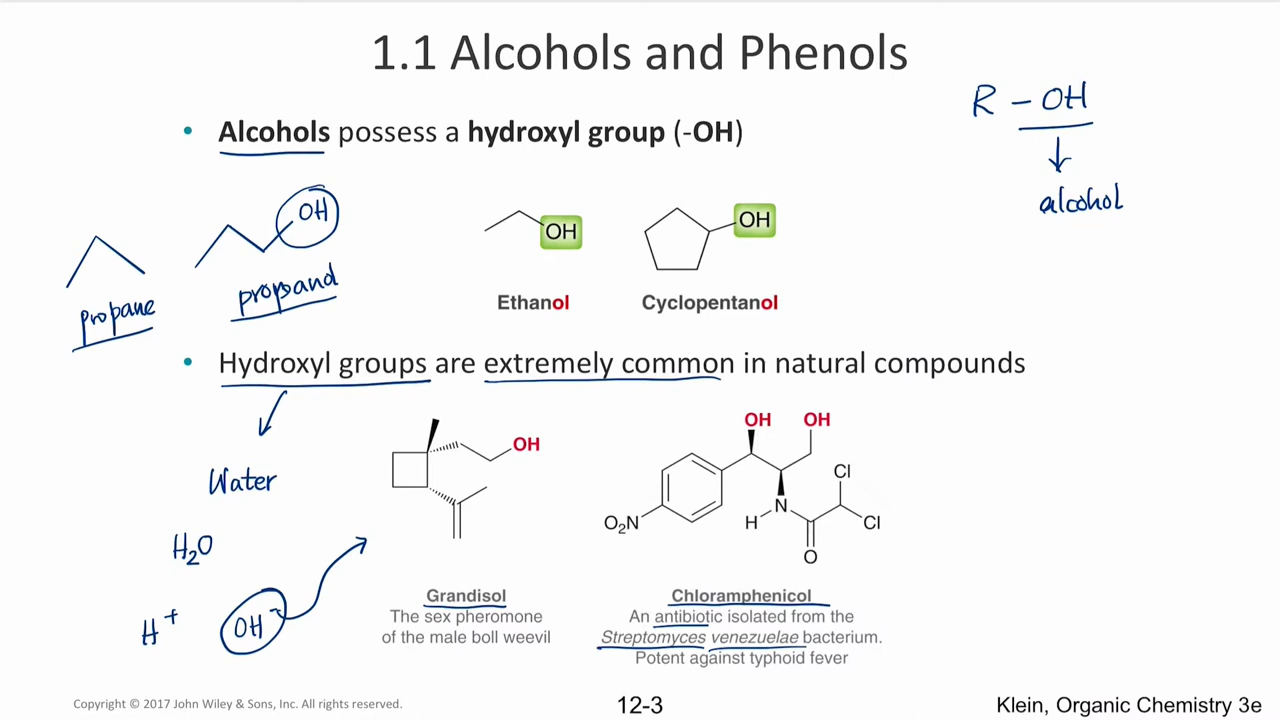 1.1 Alcohols and Phenols
R - OH
• Alcohols possess a hydroxyl group (-OH)
alcohol
OH
OH
OH
propane
propanol
Ethanol
Cyclopentanol
• Hydroxyl groups are extremely common in natural compounds
Water
OH
OH
OH
Cl
Cl
O₂N
H
N
O
H₂O
H⁺
OH⁻
Grandisol
The sex pheromone
of the male boll weevil
Chloramphenicol
An antibiotic isolated from the
Streptomyces venezuelae bacterium.
Potent against typhoid fever
Copyright © 2017 John Wiley & Sons, Inc. All rights reserved.
12-3
Klein, Organic Chemistry 3e